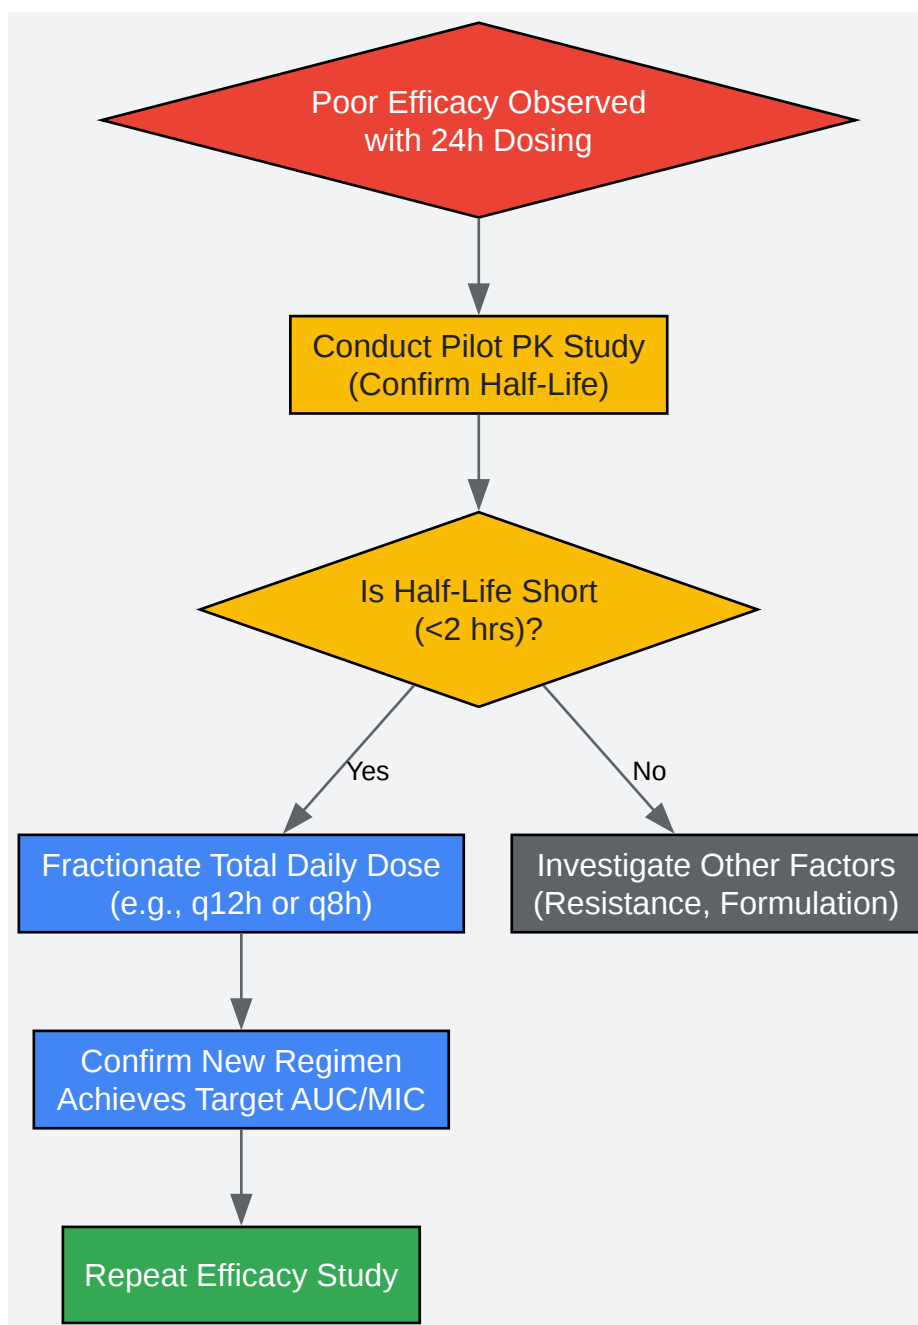 Poor Efficacy Observed
with 24h Dosing
Conduct Pilot PK Study
(Confirm Half-Life)
Is Half-Life Short
(<2 hrs)?
Yes
No
Fractionate Total Daily Dose
(e.g., q12h or q8h)
Investigate Other Factors
(Resistance, Formulation)
Confirm New Regimen
Achieves Target AUC/MIC
Repeat Efficacy Study